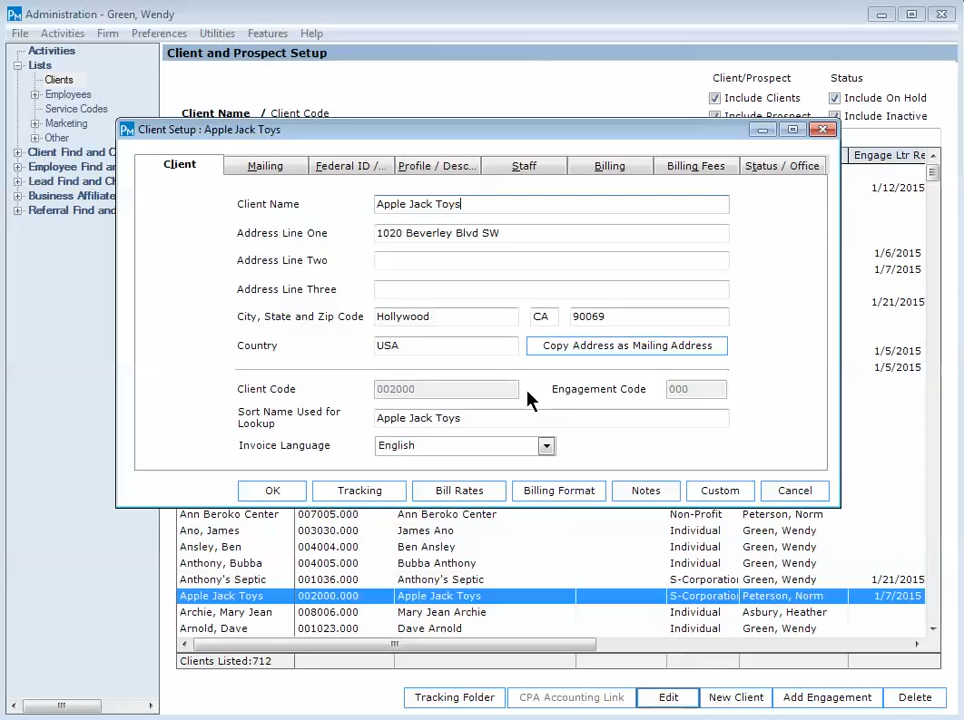 Administration - Green, Wendy
File Activities Firm Preferences Utilities Features Help
Activities
Lists
Clients
Employees
Service Codes
Marketing
Other
Client Find and C
Employee Find an
Lead Find and Ch
Business Affiliate
Referral Find and
Client and Prospect Setup
Client/Prospect Status
Include Clients Include On Hold
Include Prospect Include Inactive
Client Name / Client Code
Engage Ltr Re
1/12/2015
1/6/2015
1/7/2015
1/21/2015
1/5/2015
1/5/2015
Client Setup : Apple Jack Toys
Client Mailing Federal ID /... Profile / Desc... Staff Billing Billing Fees Status / Office
Client Name Apple Jack Toys
Address Line One 1020 Beverley Blvd SW
Address Line Two
Address Line Three
City, State and Zip Code Hollywood CA 90069
Country USA Copy Address as Mailing Address
Client Code 002000 Engagement Code 000
Sort Name Used for Lookup Apple Jack Toys
Invoice Language English
OK Tracking Bill Rates Billing Format Notes Custom Cancel
Ann Beroko Center 007005.000 Ann Beroko Center Non-Profit Peterson, Norm
Ano, James 003030.000 James Ano Individual Green, Wendy
Ansley, Ben 004004.000 Ben Ansley Individual Green, Wendy
Anthony, Bubba 004000.000 Bubba Anthony Individual Green, Wendy
Anthony's Septic 001036.000 Anthony's Septic S-Corporatio Green, Wendy 1/21/2015
Apple Jack Toys 002000.000 Apple Jack Toys S-Corporatio Peterson, Norm 1/7/2015
Archie, Mary Jean 008006.000 Mary Jean Archie Individual Asbury, Heather
Arnold, Dave 001023.000 Dave Arnold Individual Green, Wendy
Clients Listed:712
Tracking Folder CPA Accounting Link Edit New Client Add Engagement Delete